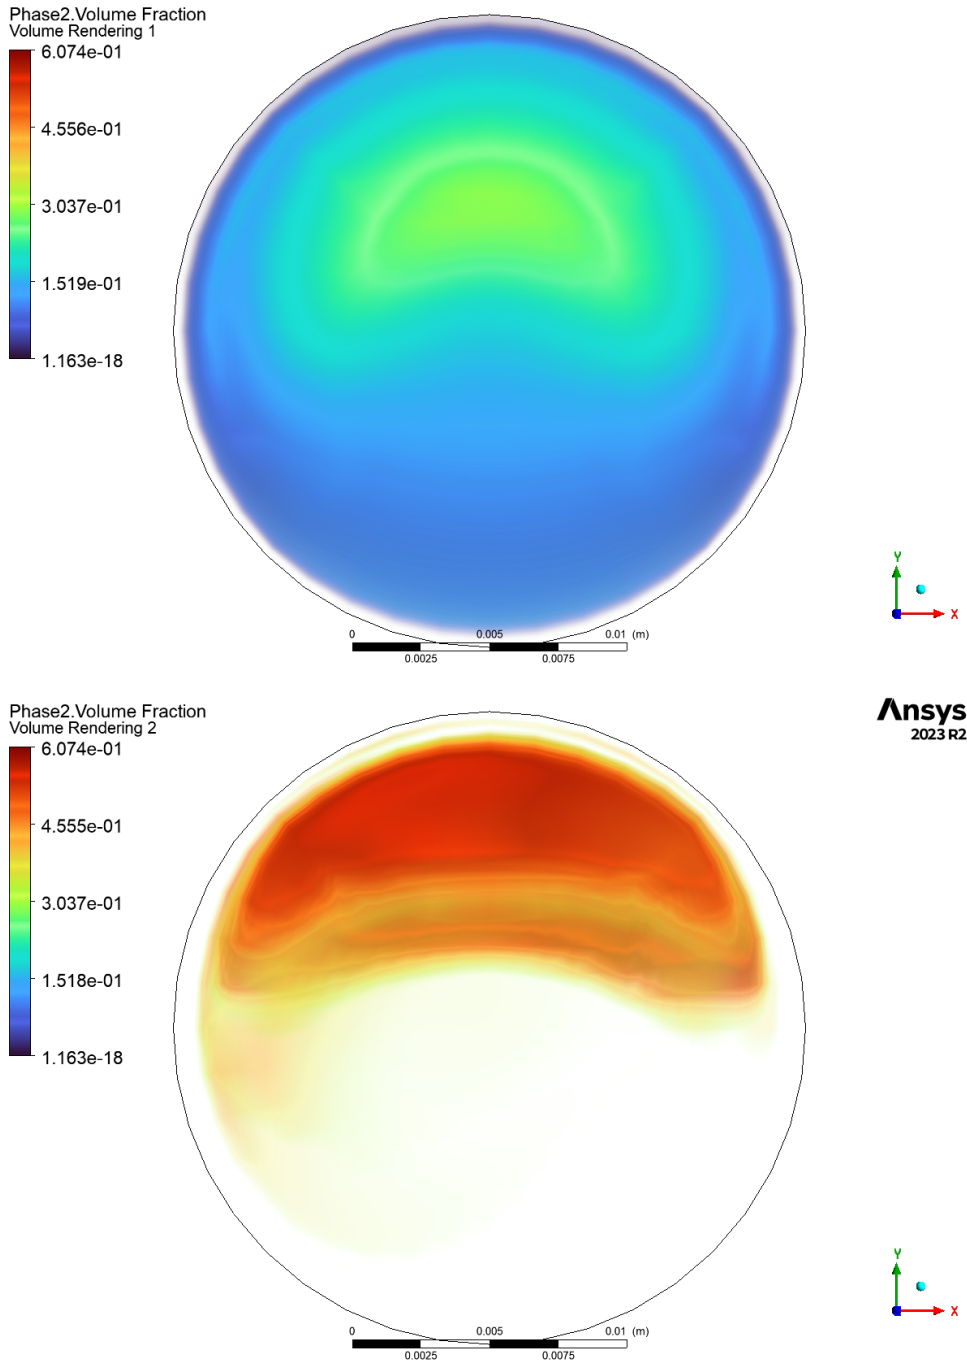 Phase2.Volume Fraction
Volume Rendering 1
6.074e-01
4.556e-01
3.037e-01
1.519e-01
1.163e-18
Y
X
0 0.005 0.01 (m)
0.0025 0.0075
Phase2.Volume Fraction
Volume Rendering 2
Ansys
2023 R2
6.074e-01
4.555e-01
3.037e-01
1.518e-01
1.163e-18
Y
X
0 0.005 0.01 (m)
0.0025 0.0075